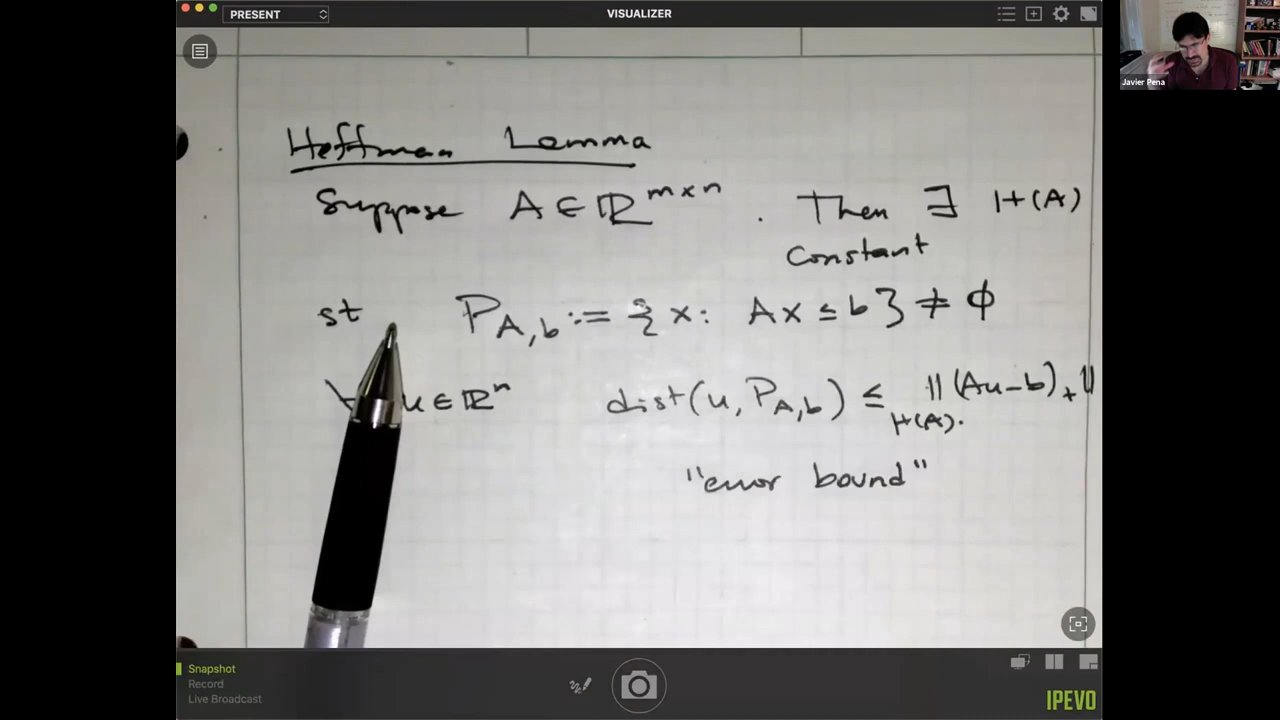 PRESENT
VISUALIZER
Javier Pena
Hoffman Lemma
Suppose A ∈ ℝ^{m×n} . Then ∃ H(A)
constant
st P_{A,b} := { x : Ax ≤ b } ≠ ∅
u ∈ ℝ^n dist(u, P_{A,b}) ≤ ||(Au-b)_+||
H(A)·
"error bound"
Snapshot
Record
Live Broadcast
IPEVO